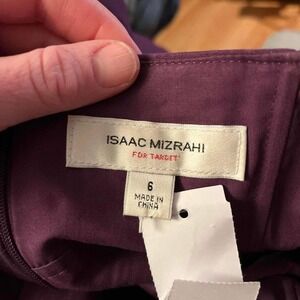 ISAAC MIZRAHI
FOR TARGET
6
MADE IN
CHINA